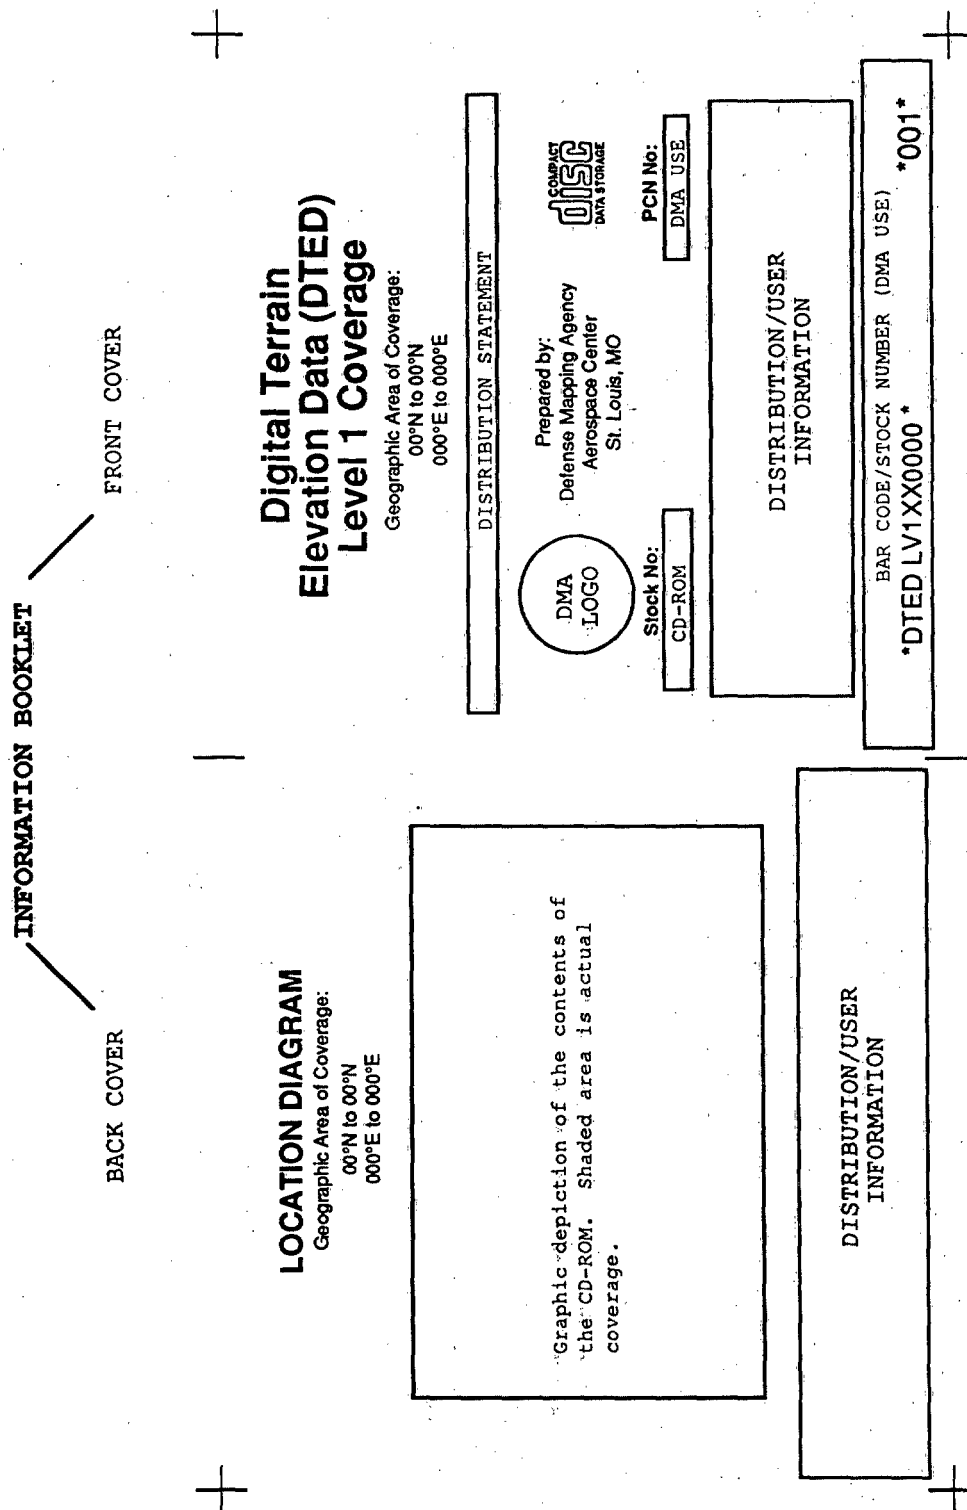 INFORMATION BOOKLET
BACK COVER
FRONT COVER
LOCATION DIAGRAM
Geographic Area of Coverage:
00°N to 00°N
000°E to 000°E
Graphic depiction of the contents of
the CD-ROM. Shaded area is actual
coverage.
DISTRIBUTION/USER
INFORMATION
Digital Terrain
Elevation Data (DTED)
Level 1 Coverage
Geographic Area of Coverage:
00°N to 00°N
000°E to 000°E
DISTRIBUTION STATEMENT
DMA
LOGO
Prepared by:
Defense Mapping Agency
Aerospace Center
St. Louis, MO
COMPACT
disc
DATA STORAGE
Stock No:
CD-ROM
PCN No:
DMA USE
DISTRIBUTION/USER
INFORMATION
BAR CODE/STOCK NUMBER (DMA USE)
*DTED LV1XX0000 * *001*